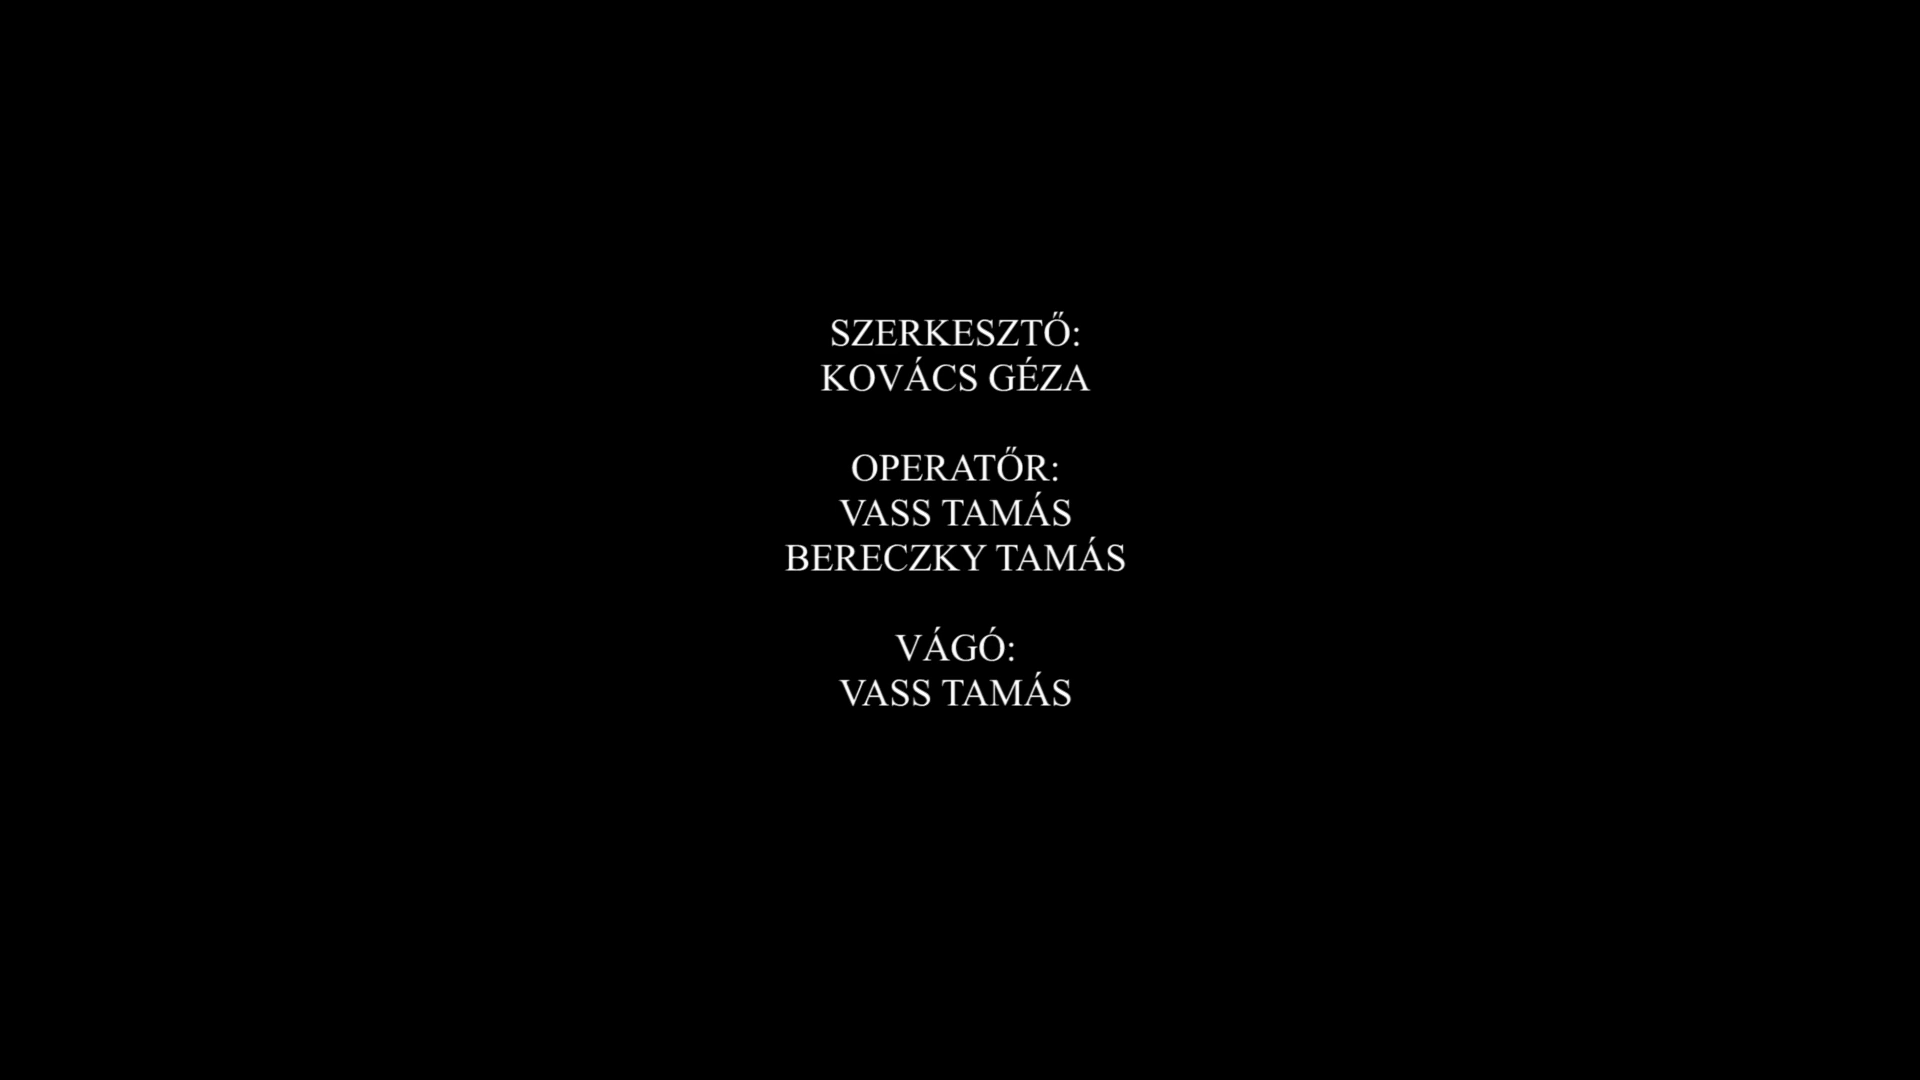 SZERKESZTŐ:
KOVÁCS GÉZA
OPERATŐR:
VASS TAMÁS
BERECZKY TAMÁS
VÁGÓ:
VASS TAMÁS